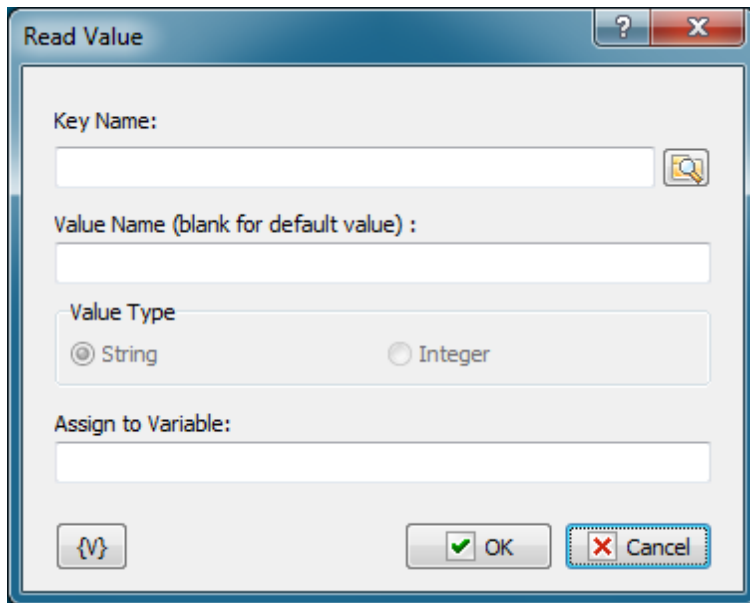 Read Value
?
Key Name:
Value Name (blank for default value) :
Value Type
String Integer
Assign to Variable:
{V} OK Cancel